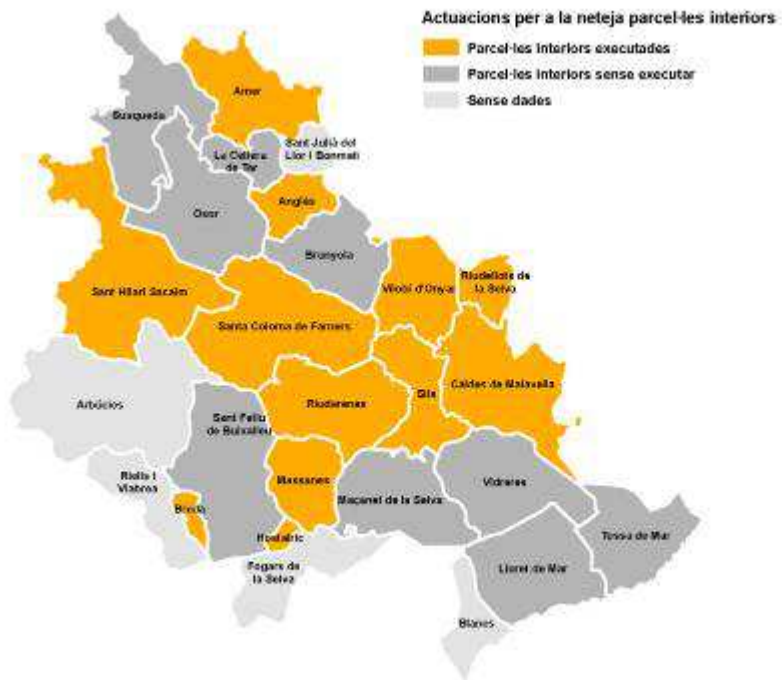 Actuacions per a la neteja parcel·les interiors
Parcel·les interiors executades
Parcel·les interiors sense executar
Sense dades
Amer
Susqueda
Sant Julià del
Llor i Bonmatí
La Cellera
de Ter
Anglès
Osor
Brunyola
Vilobí d'Onyar
Riudellots de
la Selva
Sant Hilari Sacalm
Santa Coloma de Farners
Caldes de Malavella
Sils
Arbúcies
Riudarenes
Sant Feliu
de Buixalleu
Riells i
Viabrea
Massanes
Maçanet de la Selva
Vidreres
Breda
Hostalric
Tossa de Mar
Fogars de
la Selva
Lloret de Mar
Blanes